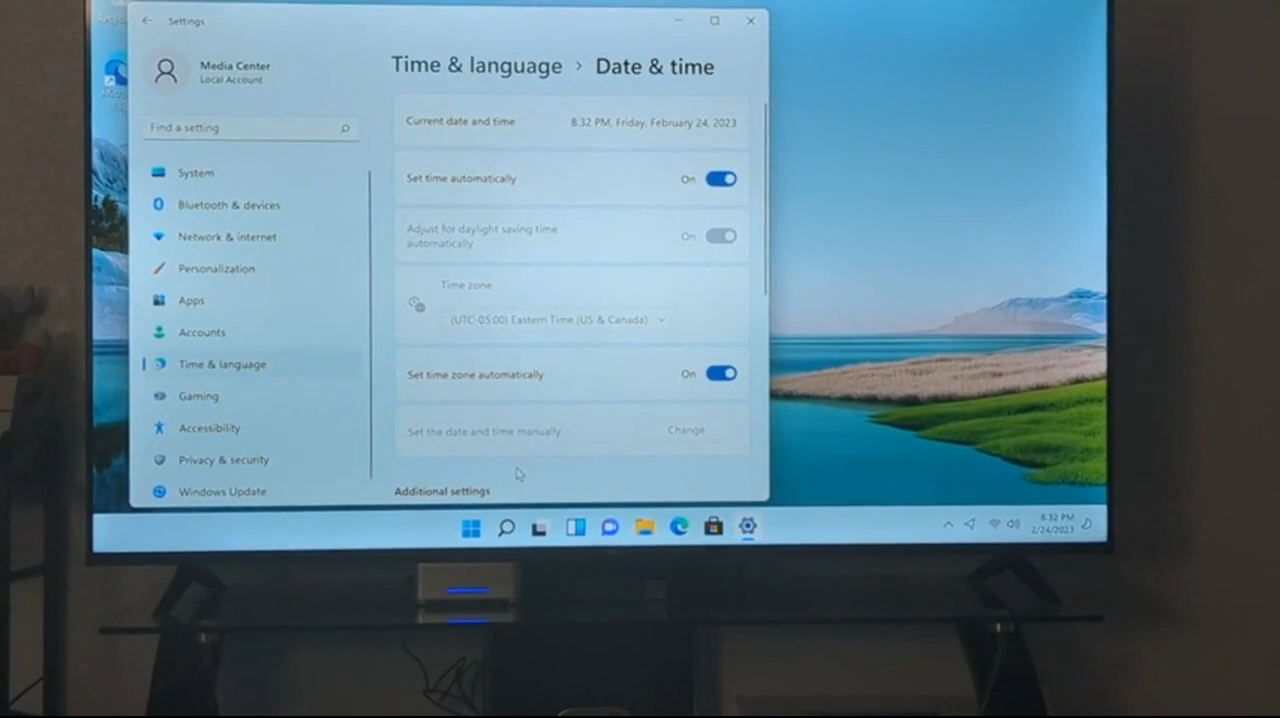 Settings
Media Center
Local Account
Find a setting
System
Bluetooth & devices
Network & internet
Personalization
Apps
Accounts
Time & language
Gaming
Accessibility
Privacy & security
Windows Update
Time & language › Date & time
Current date and time 8:32 PM, Friday, February 24, 2023
Set time automatically On
Adjust for daylight saving time
automatically On
Time zone
(UTC-05:00) Eastern Time (US & Canada)
Set time zone automatically On
Set the date and time manually Change
Additional settings
8:32 PM
2/24/2023